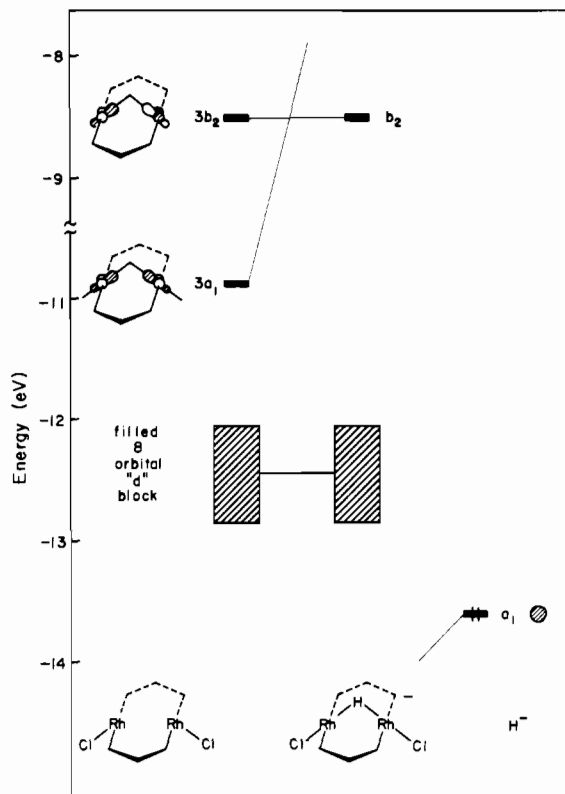 -8
3b₂
b₂
-9
3a₁
-11
Energy (eV)
-12
filled
8
orbital
"d"
block
-13
a₁
-14
Rh Rh
Cl Cl
H
Rh Rh
Cl Cl
−
H⁻